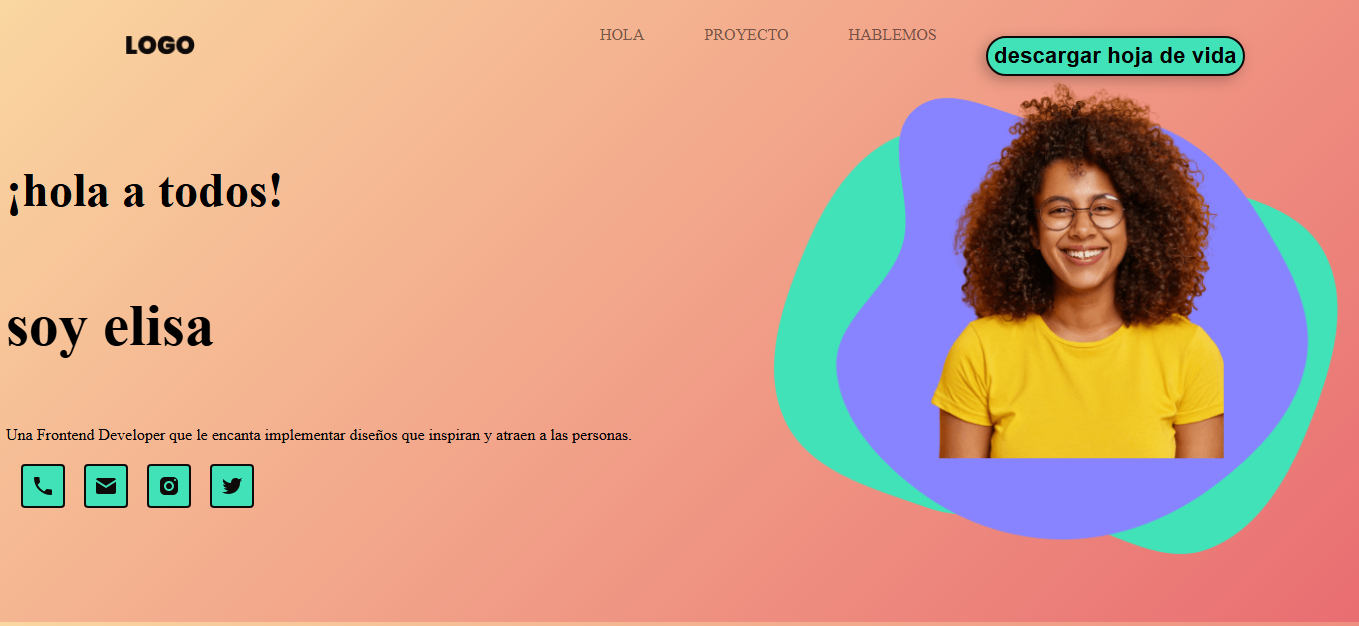 LOGO
HOLA
PROYECTO
HABLEMOS
descargar hoja de vida
¡hola a todos!
soy elisa
Una Frontend Developer que le encanta implementar diseños que inspiran y atraen a las personas.